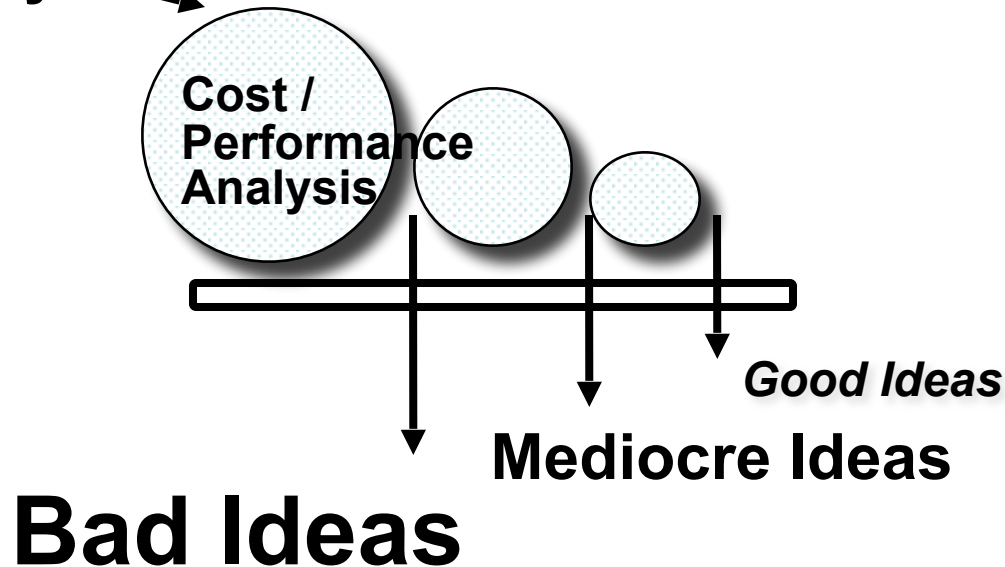 Cost /
Performance
Analysis
Good Ideas
Mediocre Ideas
Bad Ideas